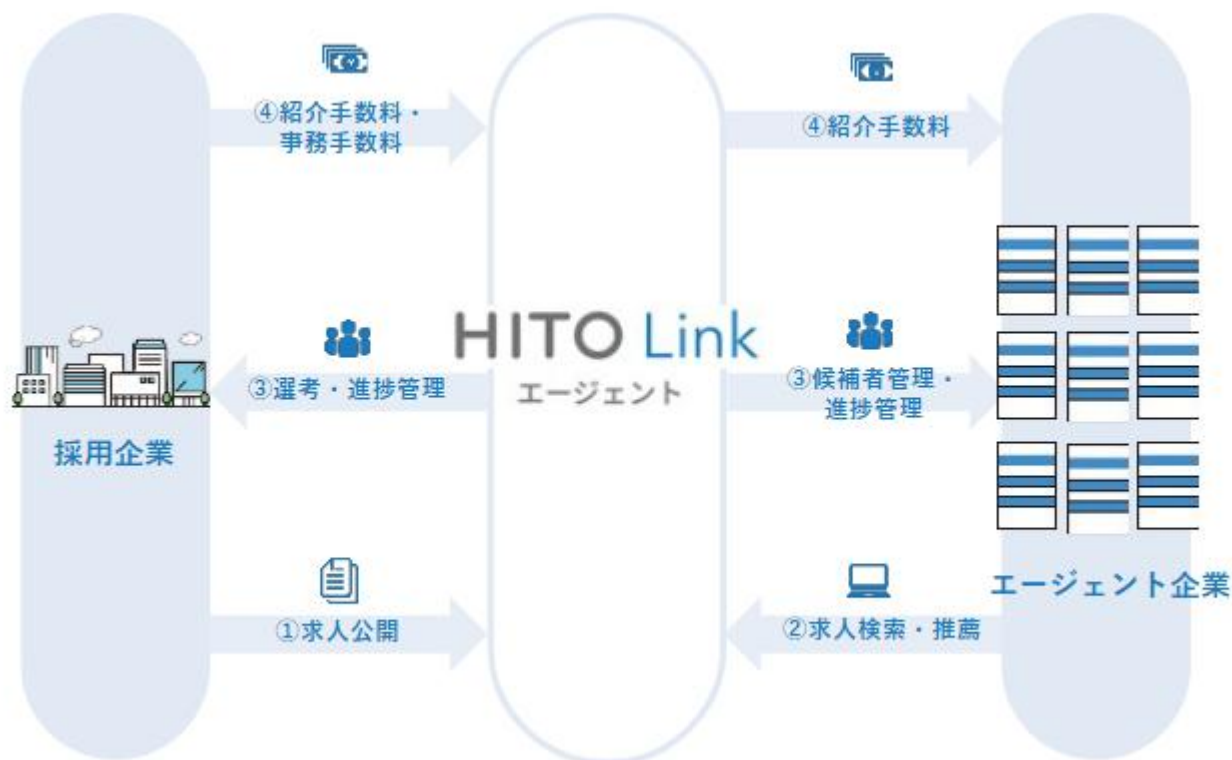 ④紹介手数料・
事務手数料
④紹介手数料
HITO Link
エージェント
③選考・進捗管理
③候補者管理・
進捗管理
採用企業
エージェント企業
①求人公開
②求人検索・推薦